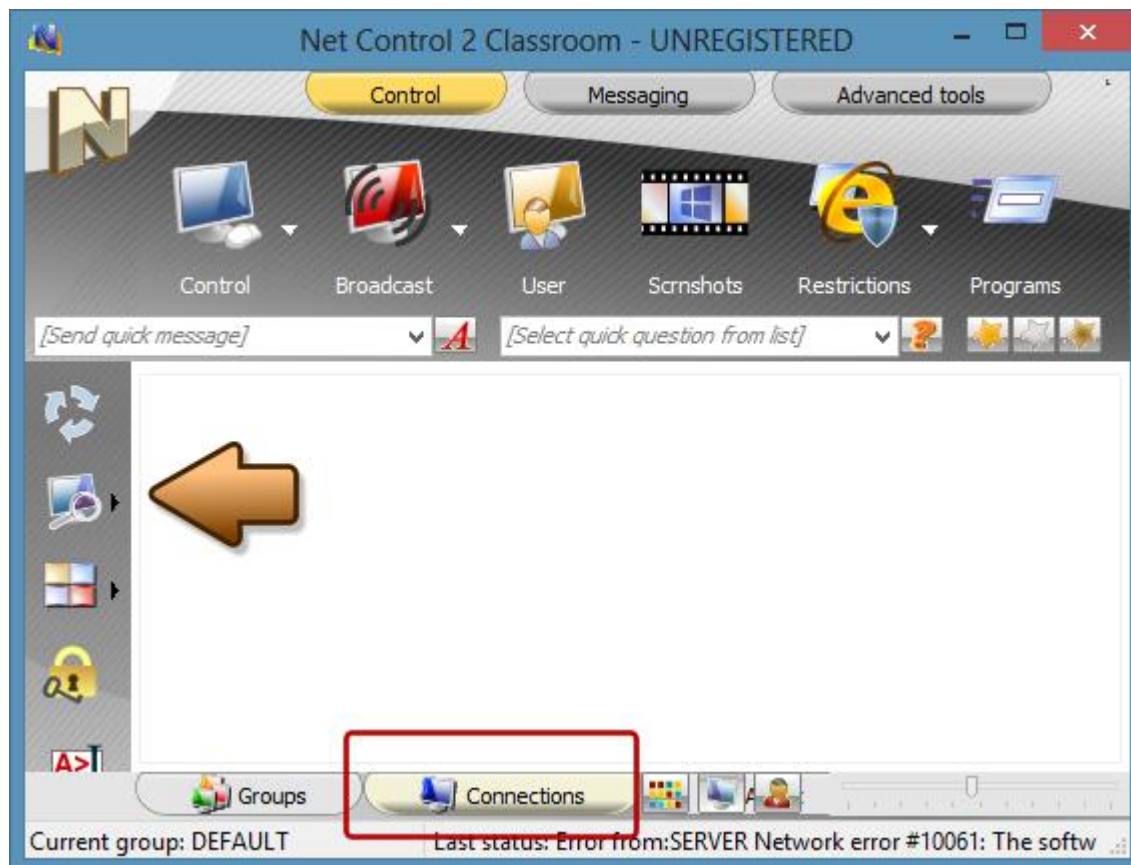 Net Control 2 Classroom - UNREGISTERED
N
Control Messaging Advanced tools
Control Broadcast User Scrnshots Restrictions Programs
[Send quick message] A [Select quick question from list] ?
A>
Groups Connections
Current group: DEFAULT Last status: Error from:SERVER Network error #10061: The softw